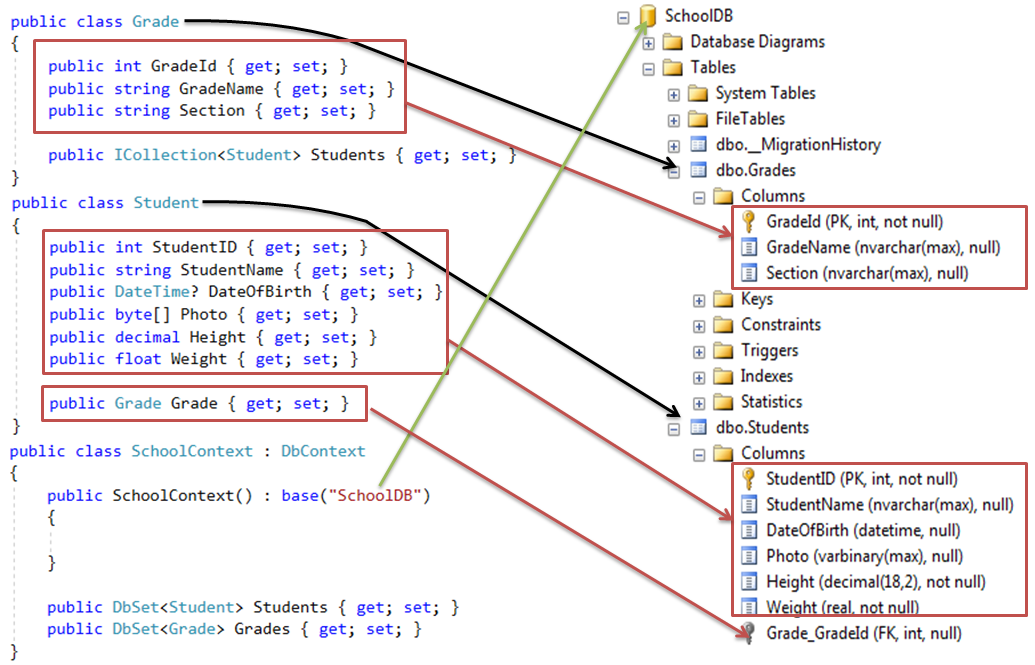 public class Grade
{
public int GradeId { get; set; }
public string GradeName { get; set; }
public string Section { get; set; }
public ICollection<Student> Students { get; set; }
}
public class Student
{
public int StudentID { get; set; }
public string StudentName { get; set; }
public DateTime? DateOfBirth { get; set; }
public byte[] Photo { get; set; }
public decimal Height { get; set; }
public float Weight { get; set; }
public Grade Grade { get; set; }
}
public class SchoolContext : DbContext
{
public SchoolContext() : base("SchoolDB")
{
}
public DbSet<Student> Students { get; set; }
public DbSet<Grade> Grades { get; set; }
}
SchoolDB
Database Diagrams
Tables
System Tables
FileTables
dbo.__MigrationHistory
dbo.Grades
Columns
GradeId (PK, int, not null)
GradeName (nvarchar(max), null)
Section (nvarchar(max), null)
Keys
Constraints
Triggers
Indexes
Statistics
dbo.Students
Columns
StudentID (PK, int, not null)
StudentName (nvarchar(max), null)
DateOfBirth (datetime, null)
Photo (varbinary(max), null)
Height (decimal(18,2), not null)
Weight (real, not null)
Grade_GradeId (FK, int, null)